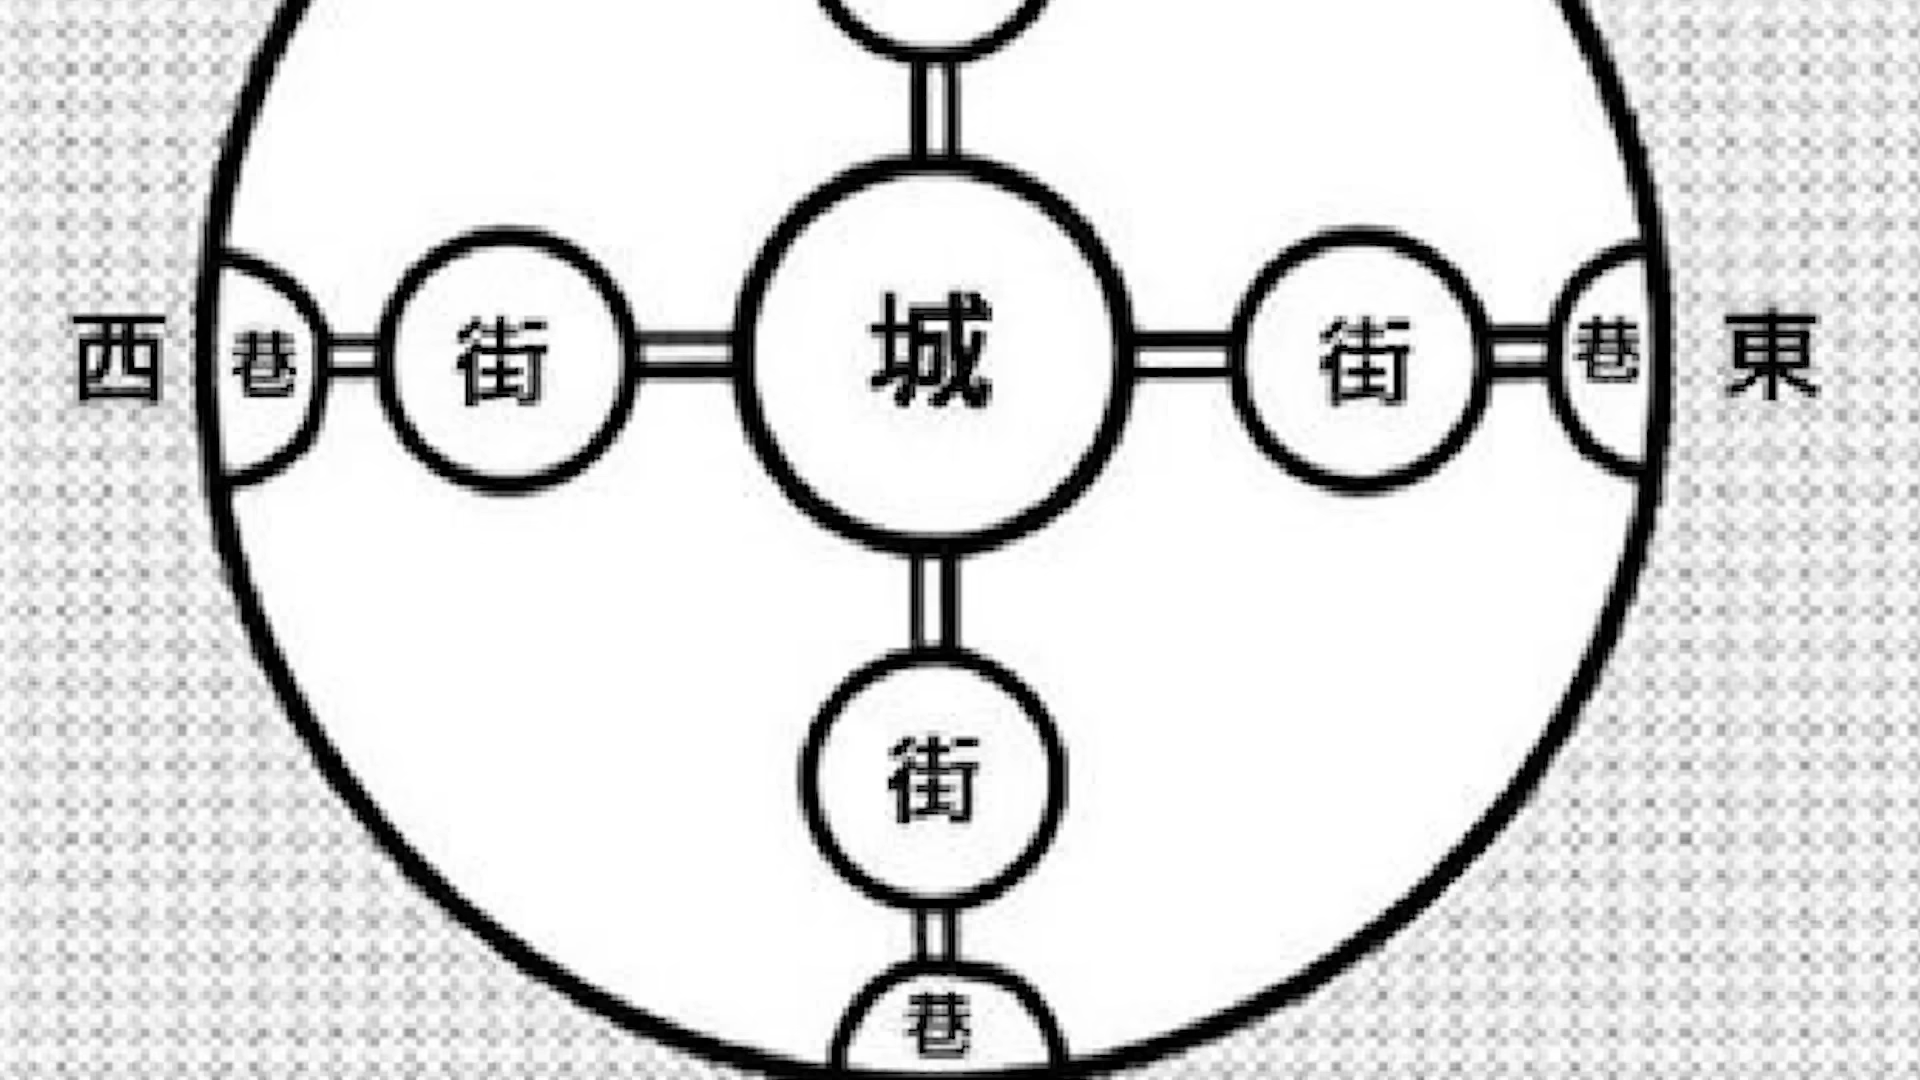 西 巷 街 城 街 巷 東
街
巷